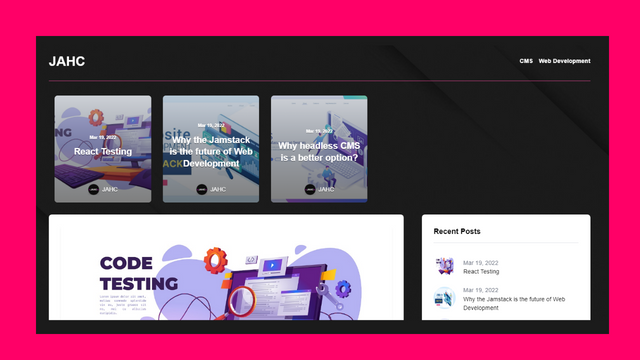 JAHC
CMS Web Development
Mar 19, 2022
React Testing
JAHC
Mar 19, 2022
Why the Jamstack
is the future of Web
Development
JAHC
Mar 19, 2022
Why headless CMS
is a better option?
JAHC
CODE
TESTING
Recent Posts
Mar 19, 2022
React Testing
Mar 19, 2022
Why the Jamstack is the future of Web
Development